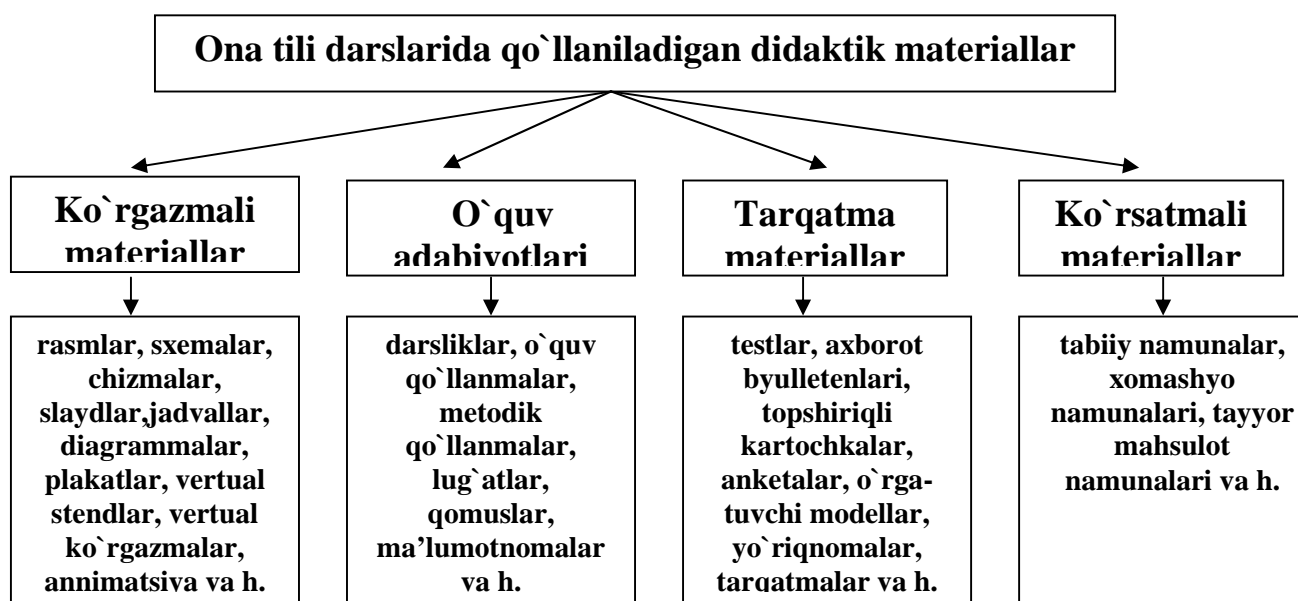 Ona tili darslarida qo`llaniladigan didaktik materiallar
Ko`rgazmali
materiallar
O`quv
adabiyotlari
Tarqatma
materiallar
Ko`rsatmali
materiallar
rasmlar, sxemalar,
chizmalar,
slaydlar,jadvallar,
diagrammalar,
plakatlar, vertual
stendlar, vertual
ko`rgazmalar,
annimatsiya va h.
darsliklar, o`quv
qo`llanmalar,
metodik
qo`llanmalar,
lug`atlar,
qomuslar,
ma’lumotnomalar
va h.
testlar, axborot
byulletenlari,
topshiriqli
kartochkalar,
anketalar, o`rga-
tuvchi modellar,
yo`riqnomalar,
tarqatmalar va h.
tabiiy namunalar,
xomashyo
namunalari, tayyor
mahsulot
namunalari va h.